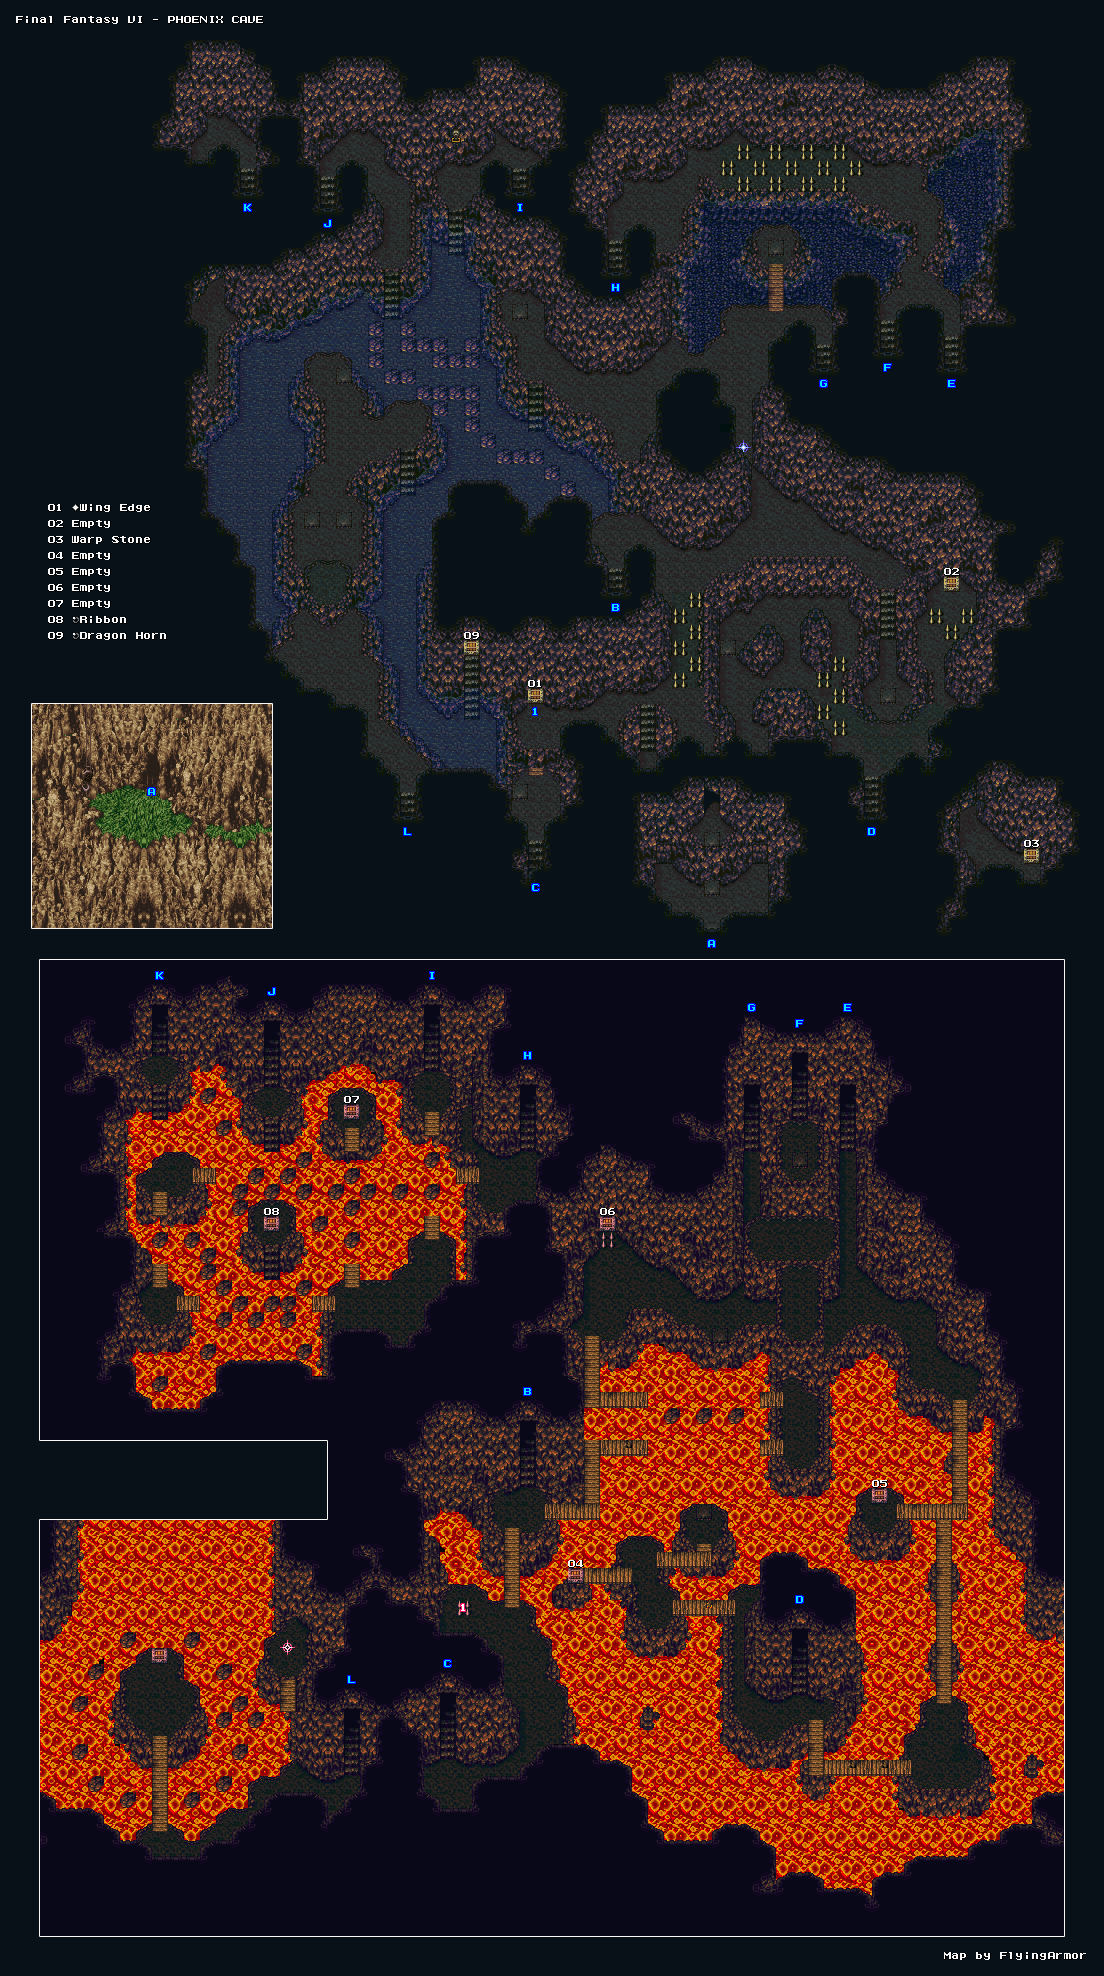 Final Fantasy VI - PHOENIX CAVE
K
J
I
H
G
F
E
01 Wing Edge
02 Empty
03 Warp Stone
04 Empty
05 Empty
06 Empty
07 Empty
08 Ribbon
09 Dragon Horn
02
B
09
01
1
A
L
D
03
C
A
K
J
I
G
E
F
H
07
08
06
B
05
04
D
1
C
L
Map by FlyingArmor